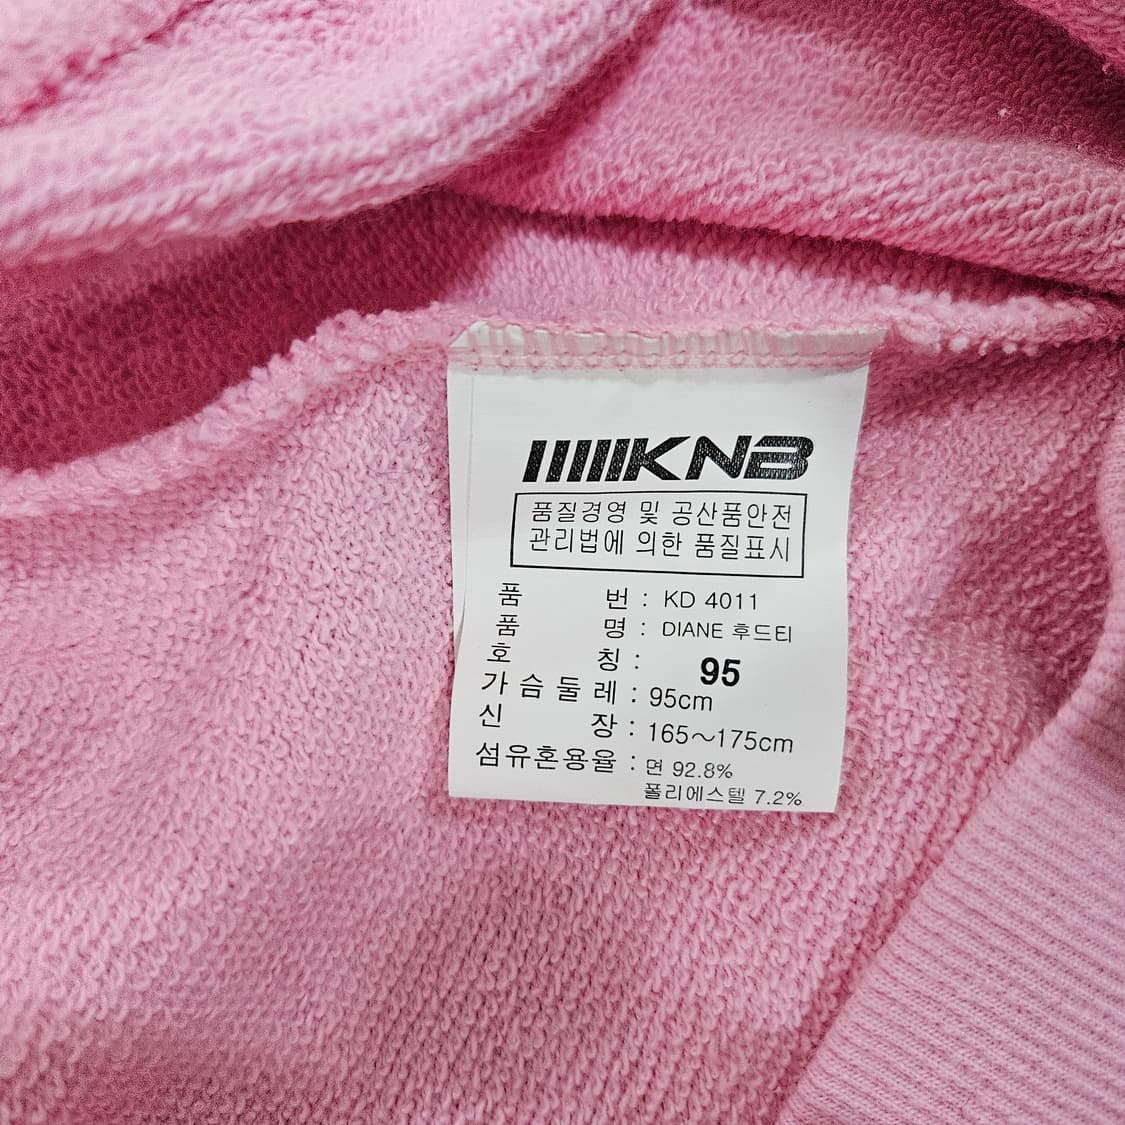 KNB
품질경영 및 공산품안전
관리법에 의한 품질표시
품 번 : KD 4011
품 명 : DIANE 후드티
호 칭 : 95
가슴둘레 : 95cm
신 장 : 165~175cm
섬유혼용율 : 면 92.8%
폴리에스텔 7.2%